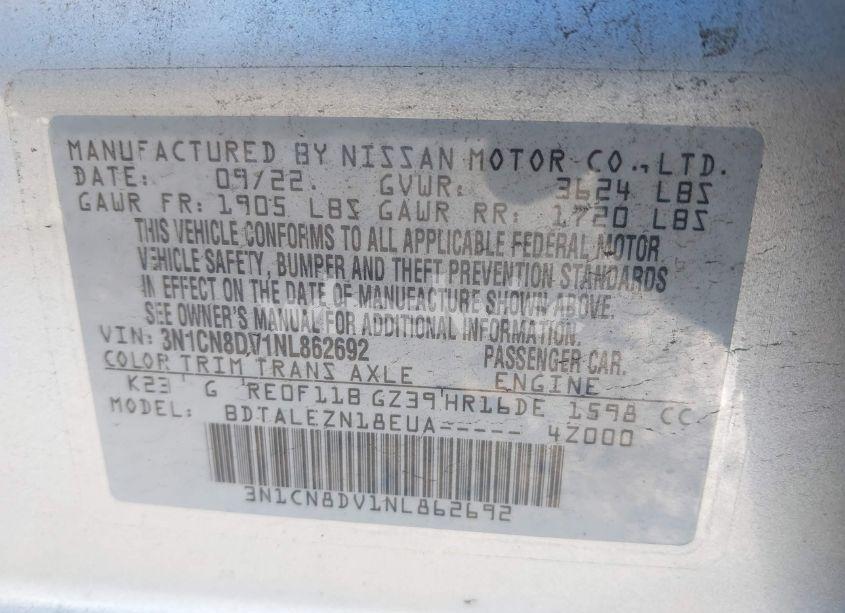 MANUFACTURED BY NISSAN MOTOR CO., LTD.
DATE: 09/22. GVWR: 3624 LBS
GAWR FR: 1905 LBS GAWR RR: 1720 LBS
THIS VEHICLE CONFORMS TO ALL APPLICABLE FEDERAL MOTOR
VEHICLE SAFETY, BUMPER AND THEFT PREVENTION STANDARDS
IN EFFECT ON THE DATE OF MANUFACTURE SHOWN ABOVE.
SEE OWNER'S MANUAL FOR ADDITIONAL INFORMATION.
VIN: 3N1CN8DV1NL862692 PASSENGER CAR.
COLOR TRIM TRANS AXLE ENGINE
K23 G RE0F11B GZ39 HR16DE 1598 CC
MODEL: BDTALEZN18EUA----- 4Z000
3N1CN8DV1NL862692